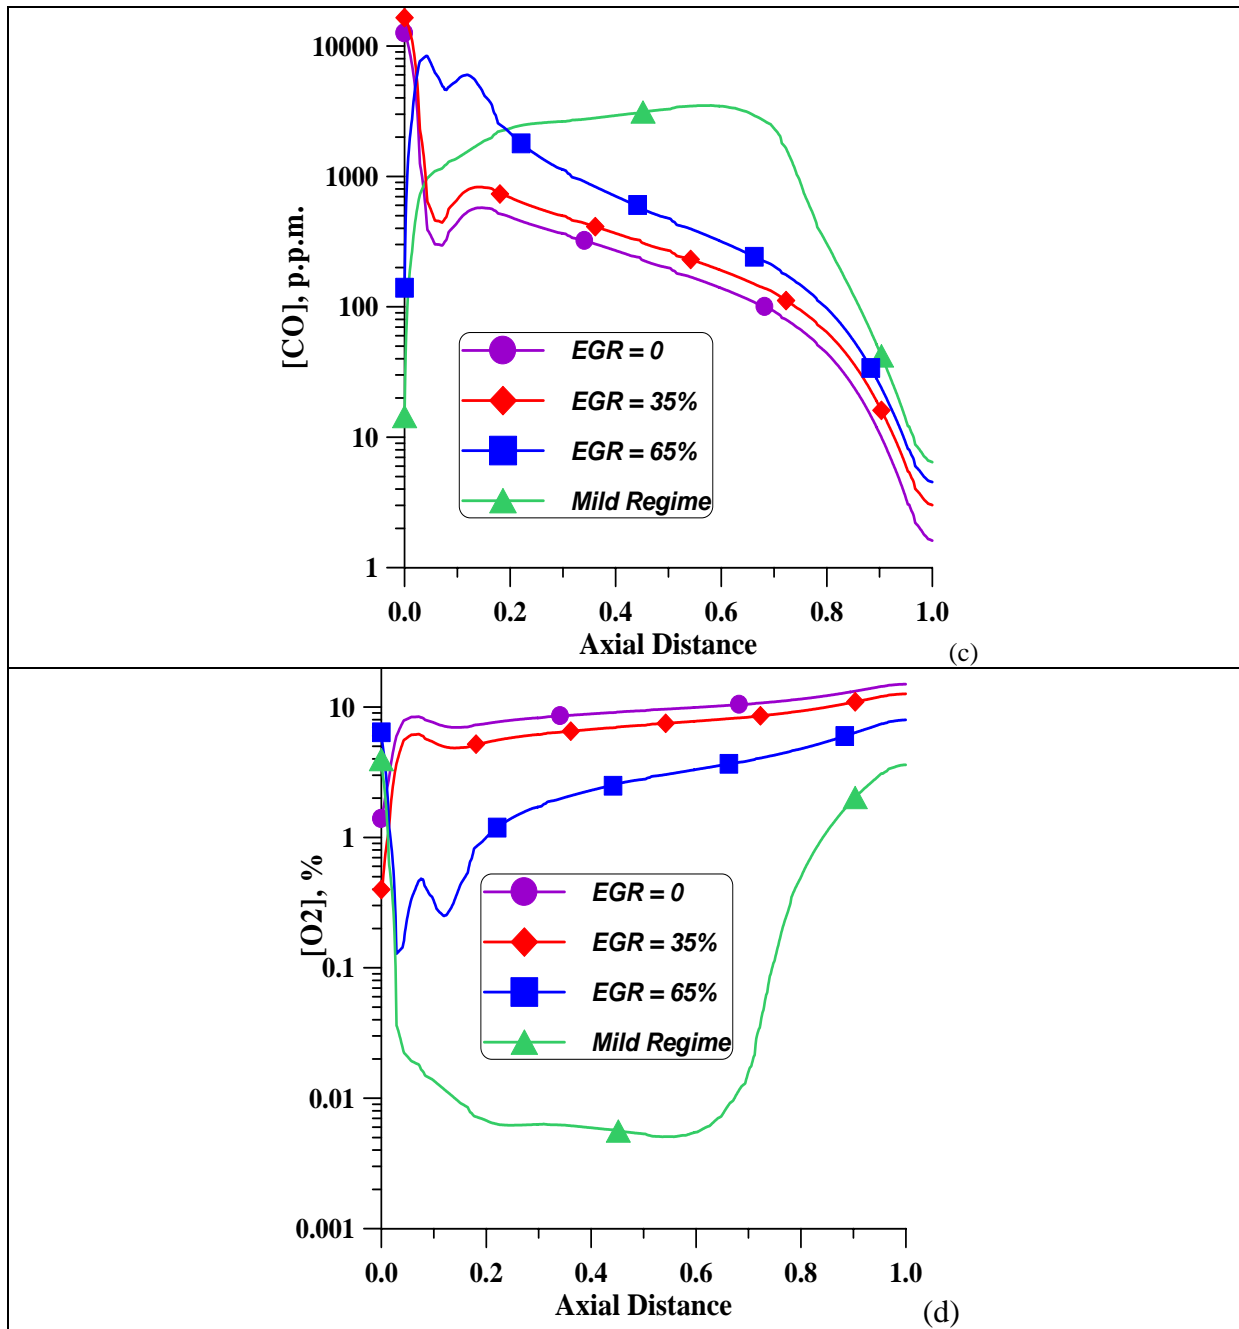 10000
1000
100
10
1
[CO], p.p.m.
EGR = 0
EGR = 35%
EGR = 65%
Mild Regime
0.0 0.2 0.4 0.6 0.8 1.0
Axial Distance
(c)
10
1
0.1
0.01
0.001
[O2], %
EGR = 0
EGR = 35%
EGR = 65%
Mild Regime
0.0 0.2 0.4 0.6 0.8 1.0
Axial Distance
(d)